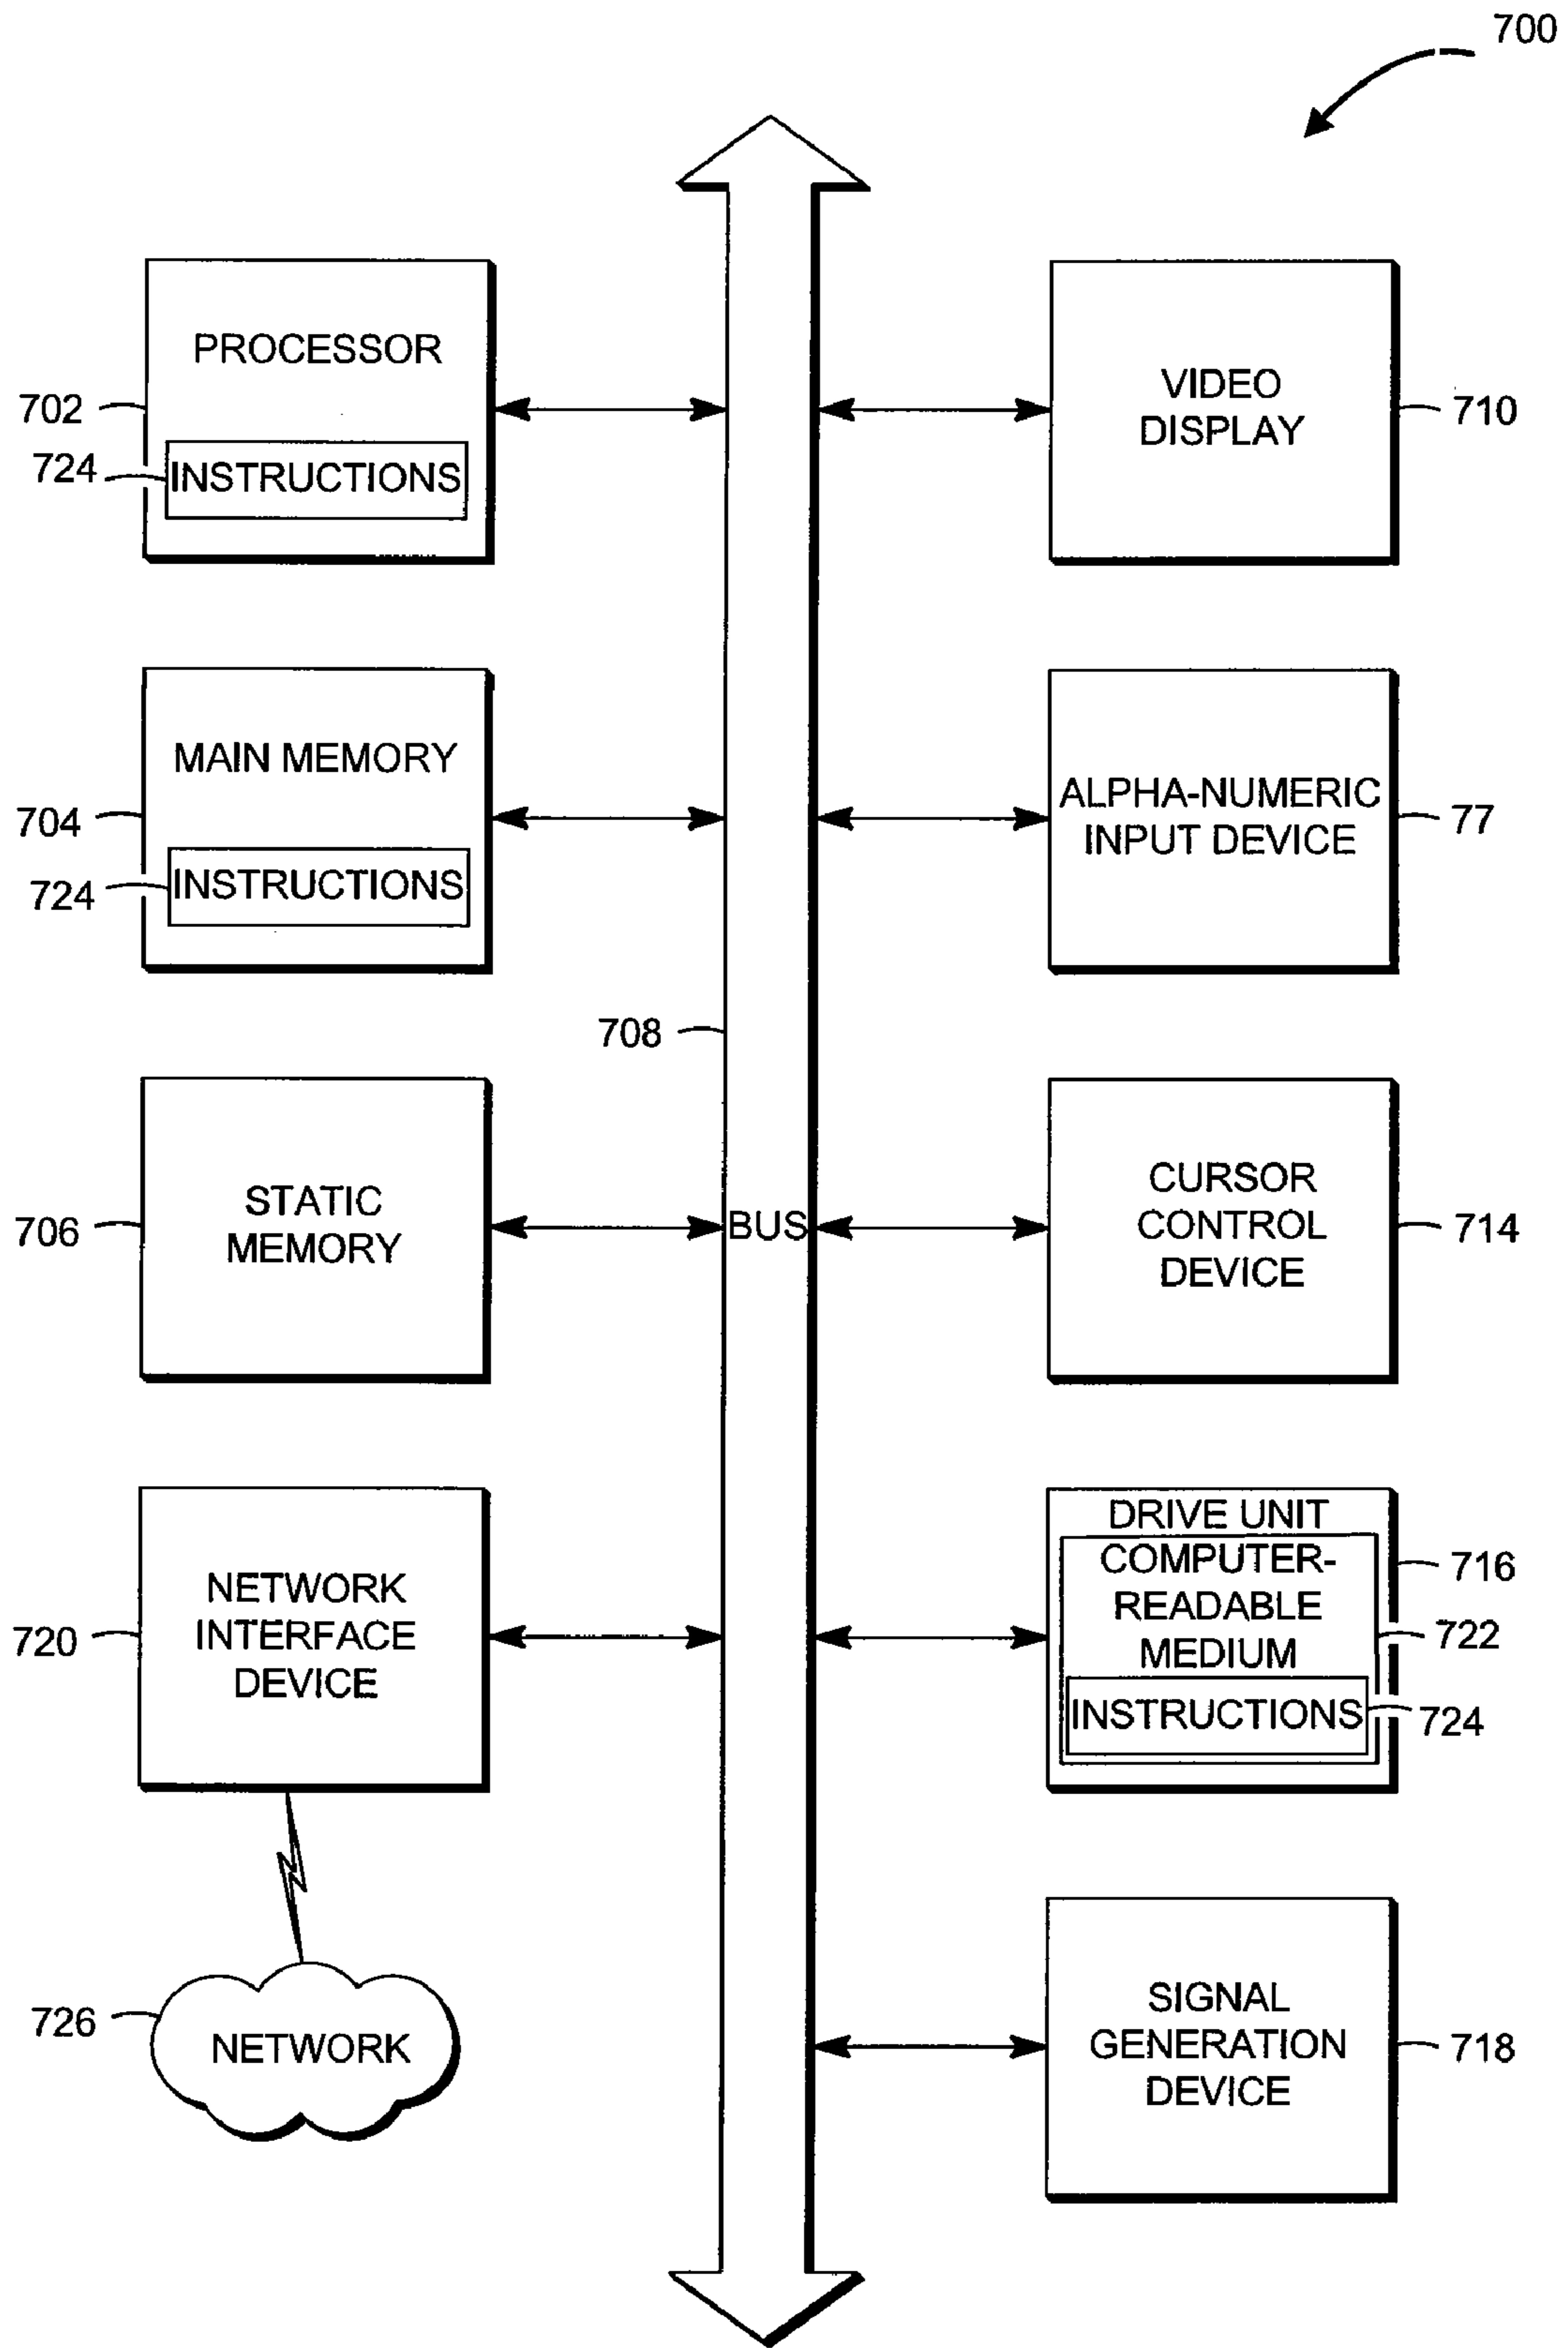 700
PROCESSOR
702
724
INSTRUCTIONS
VIDEO
DISPLAY
710
MAIN MEMORY
704
724
INSTRUCTIONS
ALPHA-NUMERIC
INPUT DEVICE
77
708
STATIC
MEMORY
706
BUS
CURSOR
CONTROL
DEVICE
714
NETWORK
INTERFACE
DEVICE
720
DRIVE UNIT
COMPUTER-
READABLE
MEDIUM
INSTRUCTIONS
716
722
724
726
NETWORK
SIGNAL
GENERATION
DEVICE
718